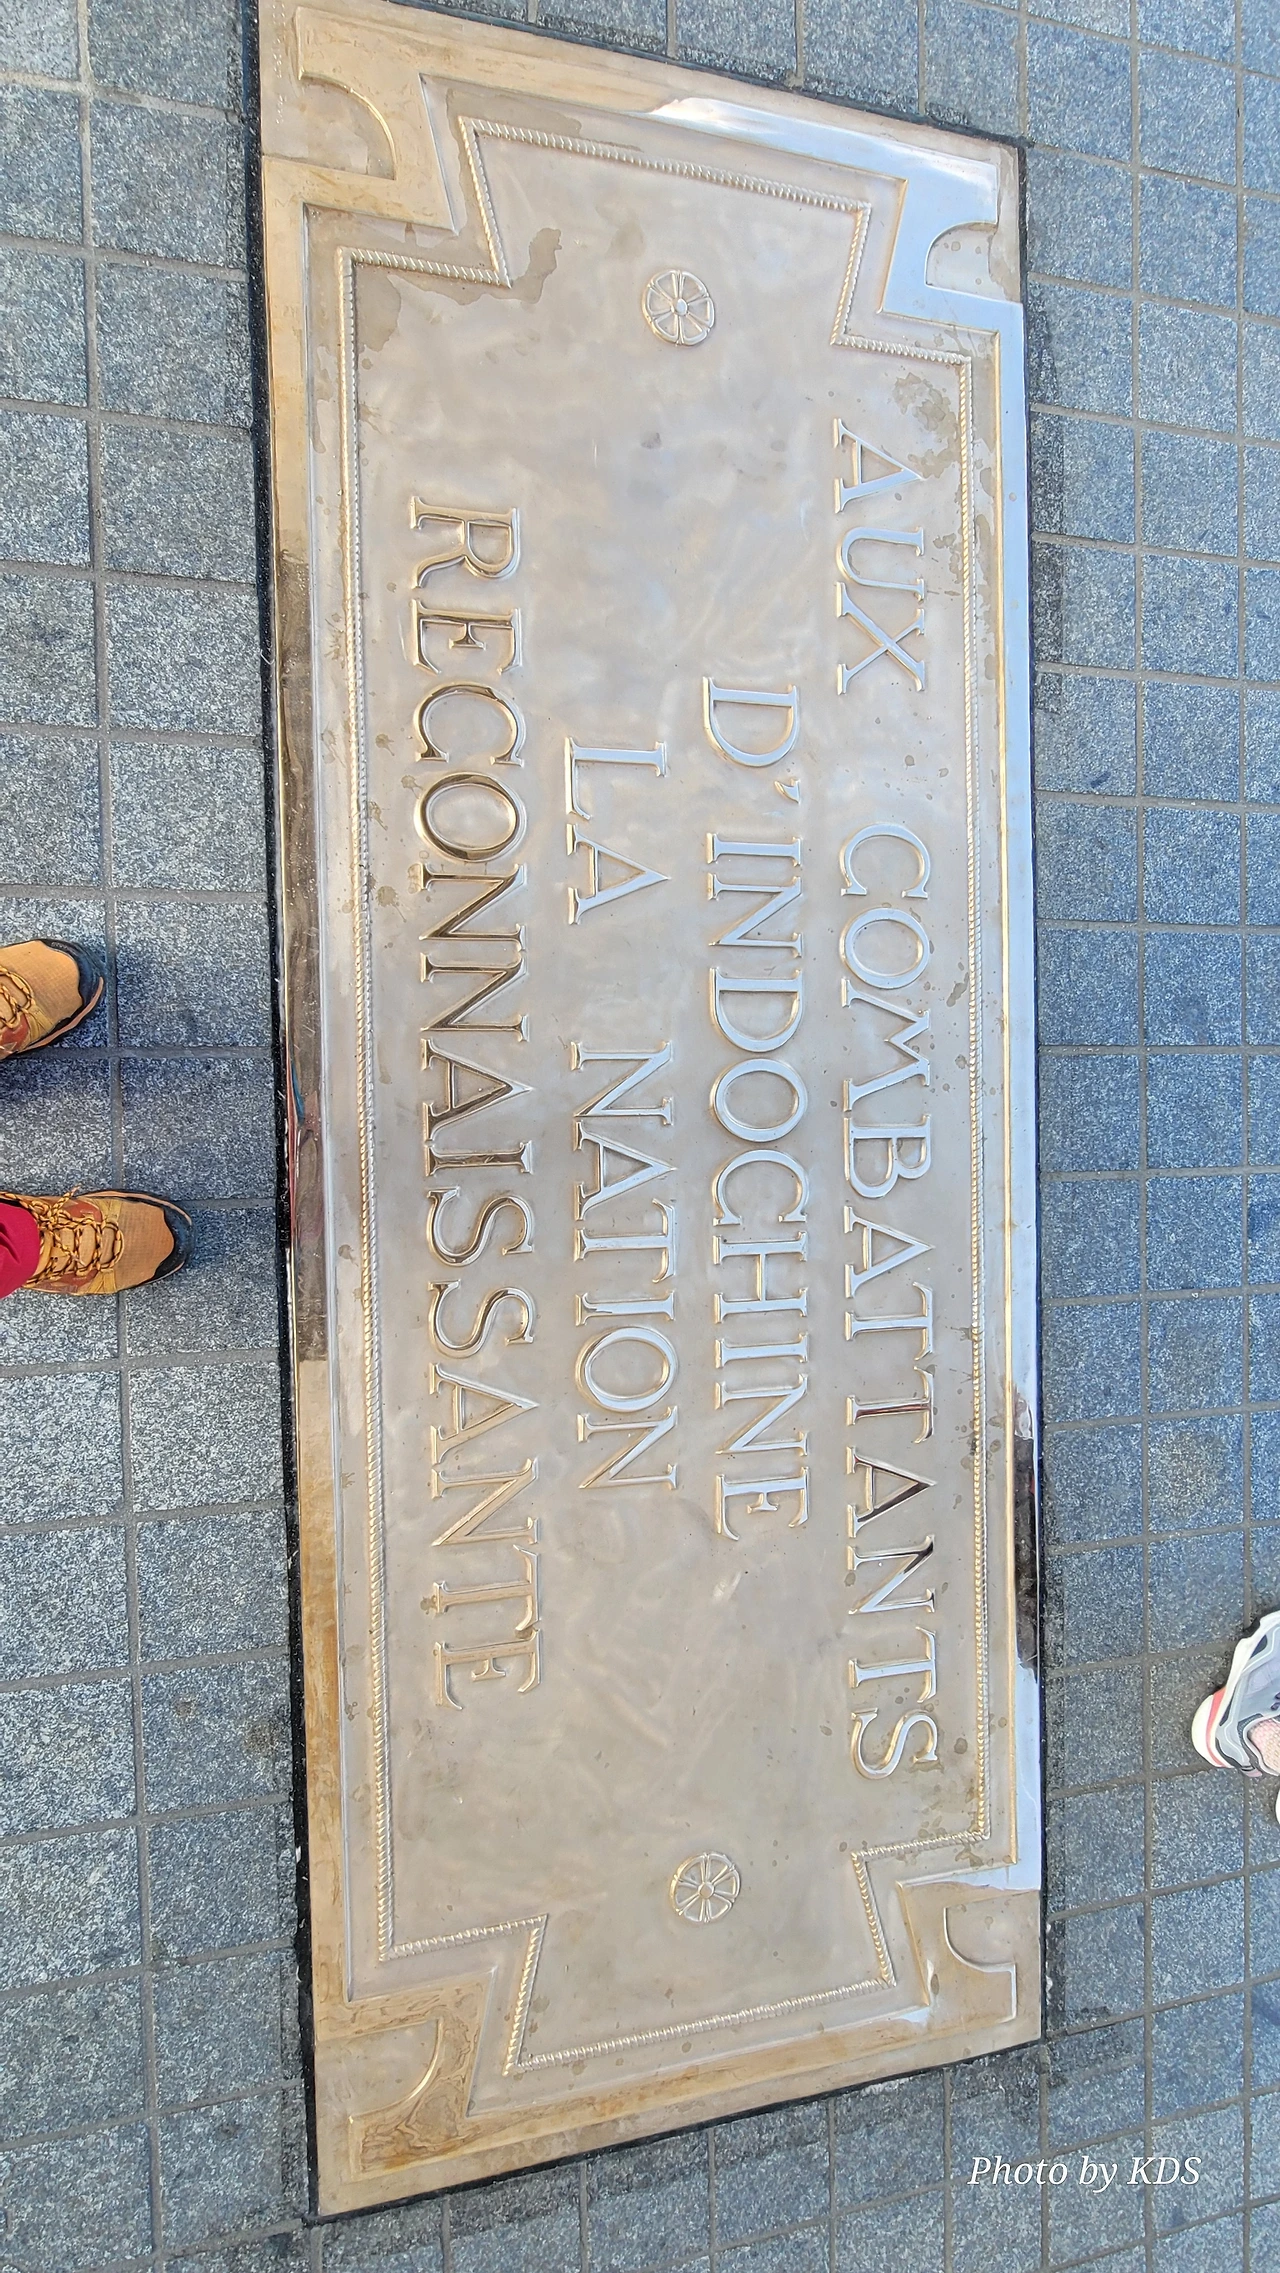 AUX COMBATTANTS
D'INDOCHINE
LA NATION
RECONNAISSANTE
Photo by KDS